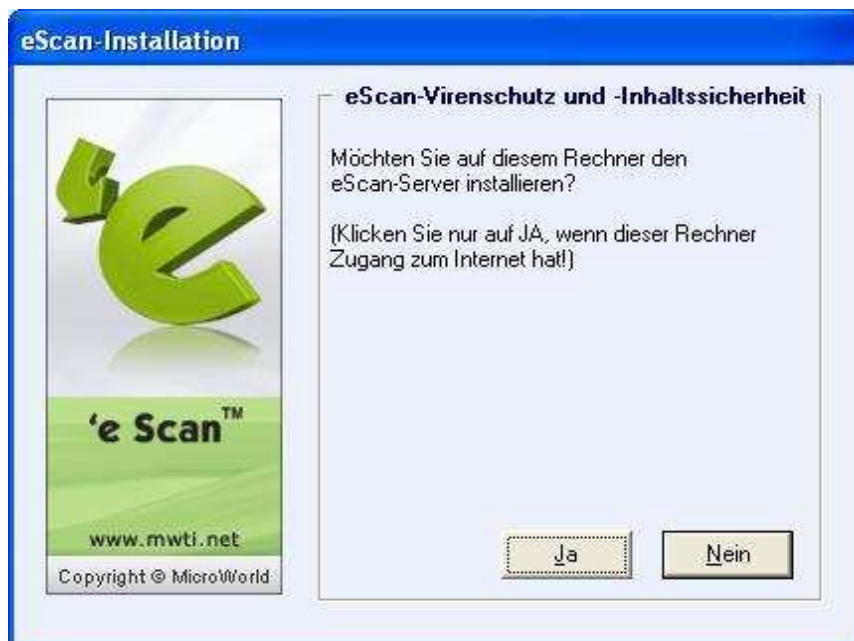 eScan-Installation
eScan-Virenschutz und -Inhaltssicherheit
Möchten Sie auf diesem Rechner den
eScan-Server installieren?
(Klicken Sie nur auf JA, wenn dieser Rechner
Zugang zum Internet hat!)
'e
‘e Scan™
www.mwti.net
Copyright © MicroWorld
Ja
Nein